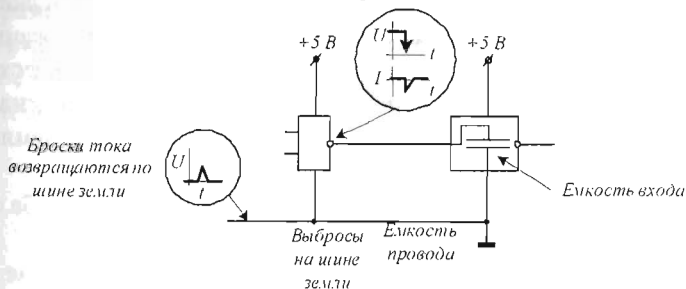 +5 В
U
t
I
t
+5 В
Броски тока
возвращаются по
шине земли
U
t
Емкость входа
Выбросы
на шине
земли
Емкость
провода